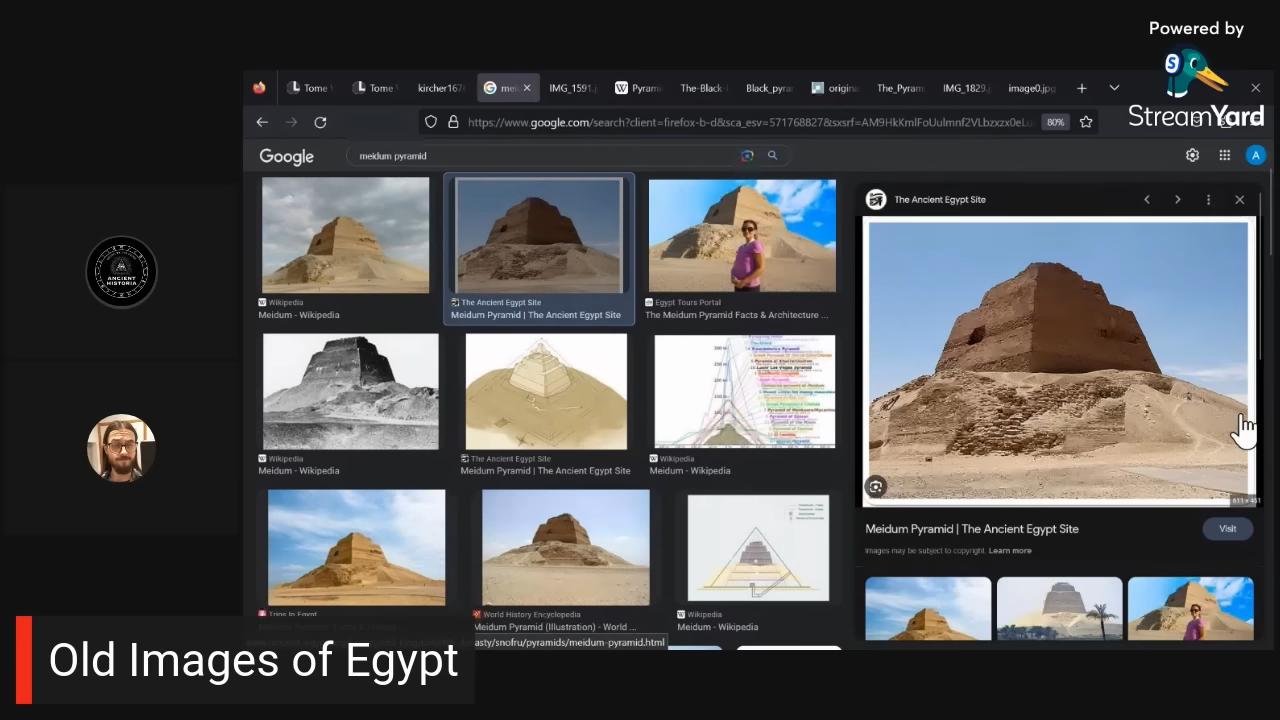 Powered by
StreamYard
Tome
Tome
kircher167
mei
IMG_1591.j
Pyrami
The-Black-
Black_pyra
origina
The_Pyram
IMG_1829.
image0.jpg
https://www.google.com/search?client=firefox-b-d&sca_esv=571768827&sxsrf=
80%
Google
meidum pyramid
A
The Ancient Egypt Site
ANCIENT
HISTORIA
Wikipedia
Meidum - Wikipedia
The Ancient Egypt Site
Meidum Pyramid | The Ancient Egypt Site
Egypt Tours Portal
The Meidum Pyramid Facts & Architecture ...
Wikipedia
Meidum - Wikipedia
The Ancient Egypt Site
Meidum Pyramid | The Ancient Egypt Site
Wikipedia
Meidum - Wikipedia
611 x 451
Meidum Pyramid | The Ancient Egypt Site
Visit
Images may be subject to copyright. Learn more
Trips In Egypt
World History Encyclopedia
Meidum Pyramid (Illustration) - World ...
Wikipedia
Meidum - Wikipedia
asty/snofru/pyramids/meidum-pyramid.html
Old Images of Egypt